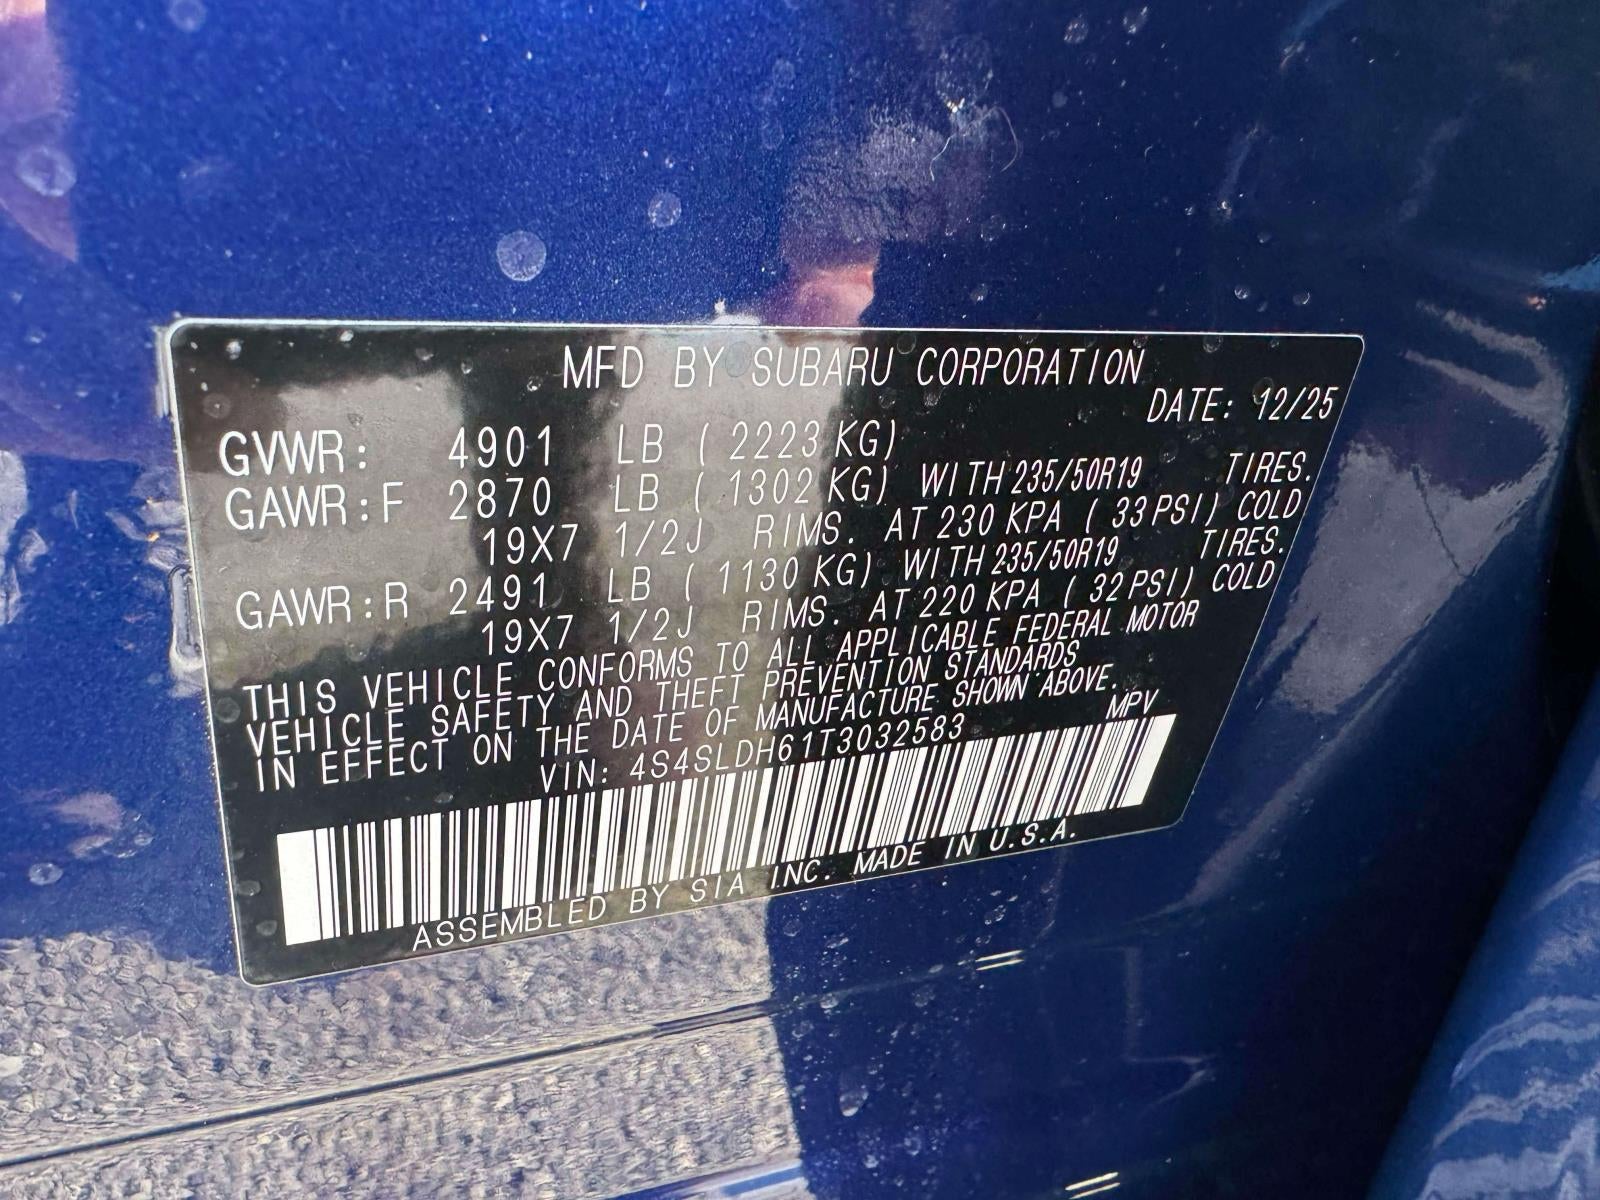 MFD BY SUBARU CORPORATION
DATE: 12/25
GVWR: 4901 LB ( 2223 KG)
GAWR:F 2870 LB ( 1302 KG) WITH 235/50R19 TIRES.
19X7 1/2J RIMS. AT 230 KPA ( 33 PSI) COLD
GAWR:R 2491 LB ( 1130 KG) WITH 235/50R19 TIRES.
19X7 1/2J RIMS. AT 220 KPA ( 32 PSI) COLD
THIS VEHICLE CONFORMS TO ALL APPLICABLE FEDERAL MOTOR
VEHICLE SAFETY AND THEFT PREVENTION STANDARDS
IN EFFECT ON THE DATE OF MANUFACTURE SHOWN ABOVE.
VIN: 4S4SLDH61T3032583 MPV
ASSEMBLED BY SIA INC. MADE IN U.S.A.